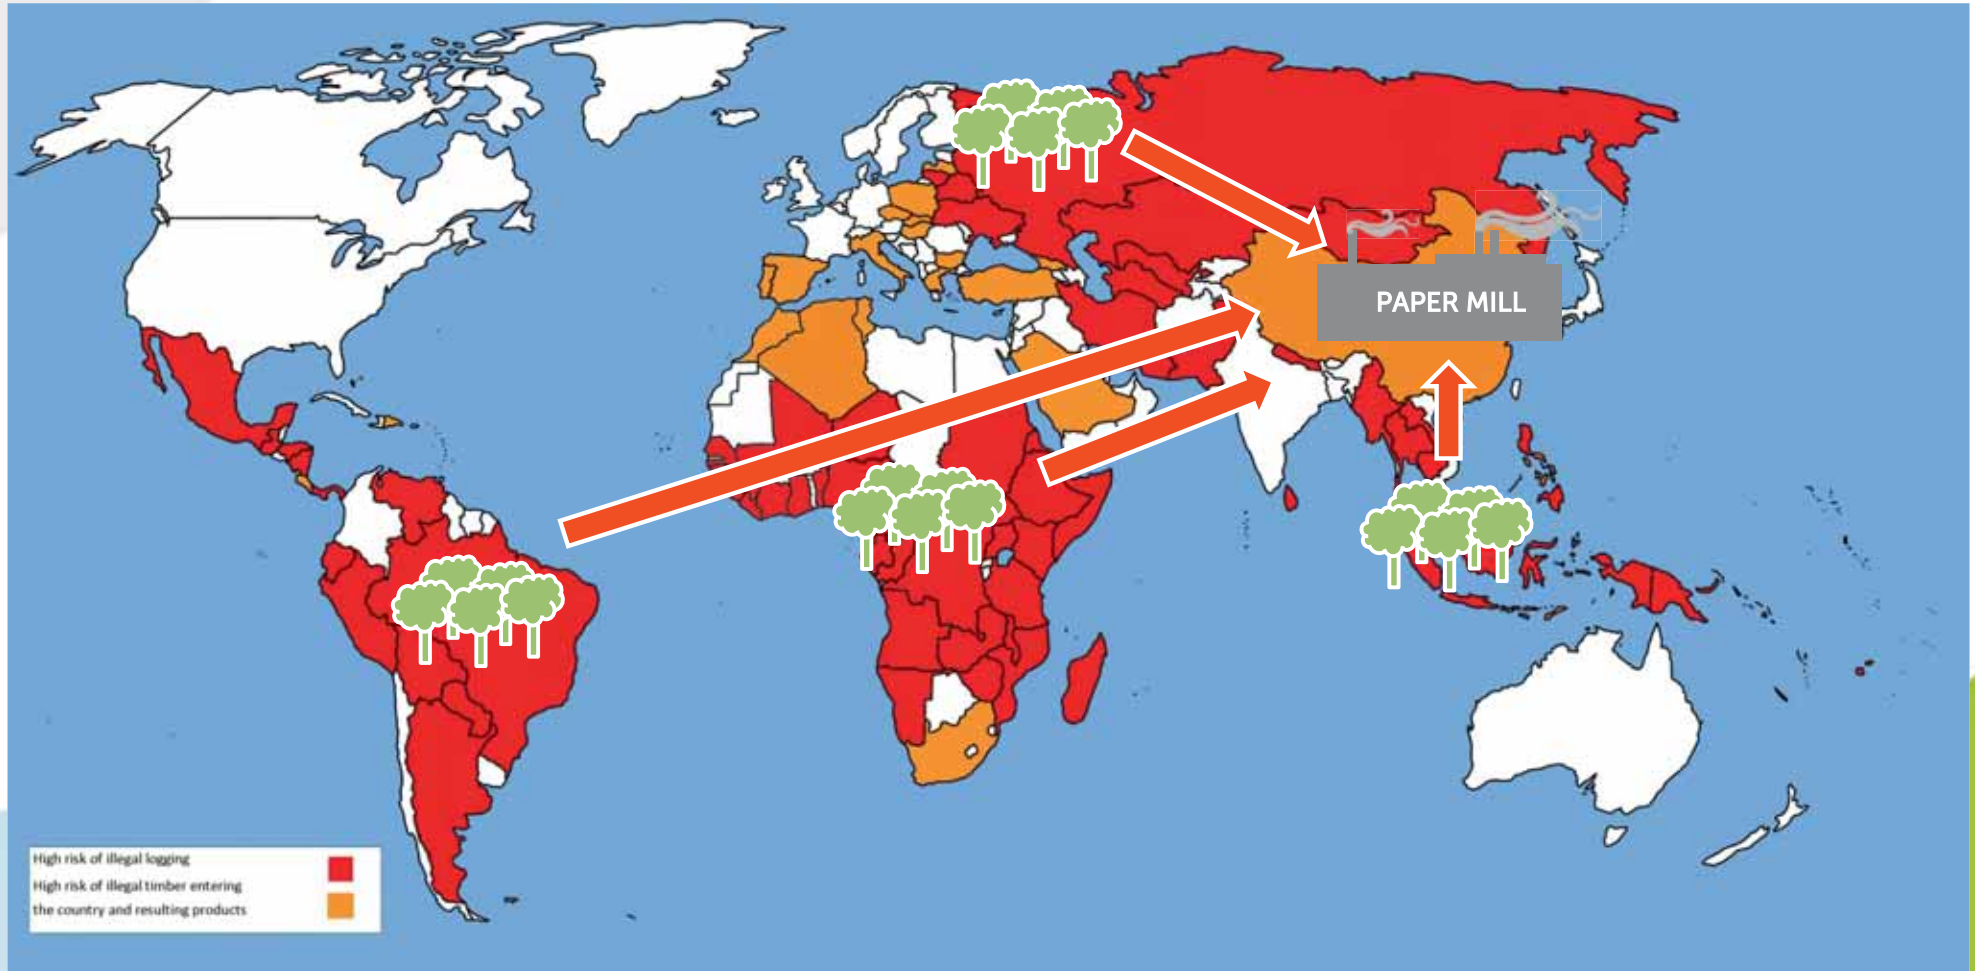 PAPER MILL
High risk of illegal logging
High risk of illegal timber entering
the country and resulting products